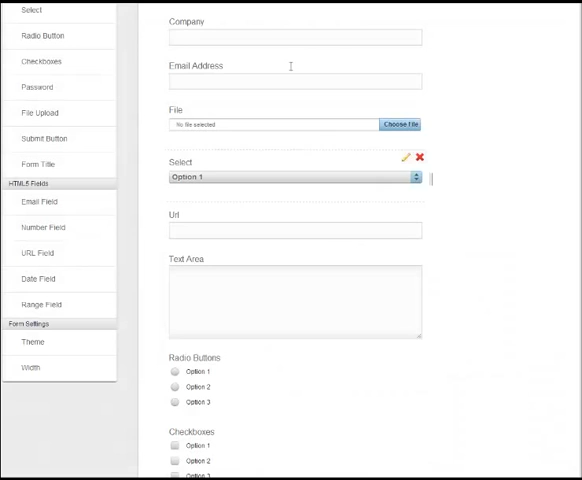 Select
Radio Button
Checkboxes
Password
File Upload
Submit Button
Form Title
HTML5 Fields
Email Field
Number Field
URL Field
Date Field
Range Field
Form Settings
Theme
Width
Company
Email Address
File
No file selected
Choose File
Select
Option 1
Url
Text Area
Radio Buttons
Option 1
Option 2
Option 3
Checkboxes
Option 1
Option 2
Option 3